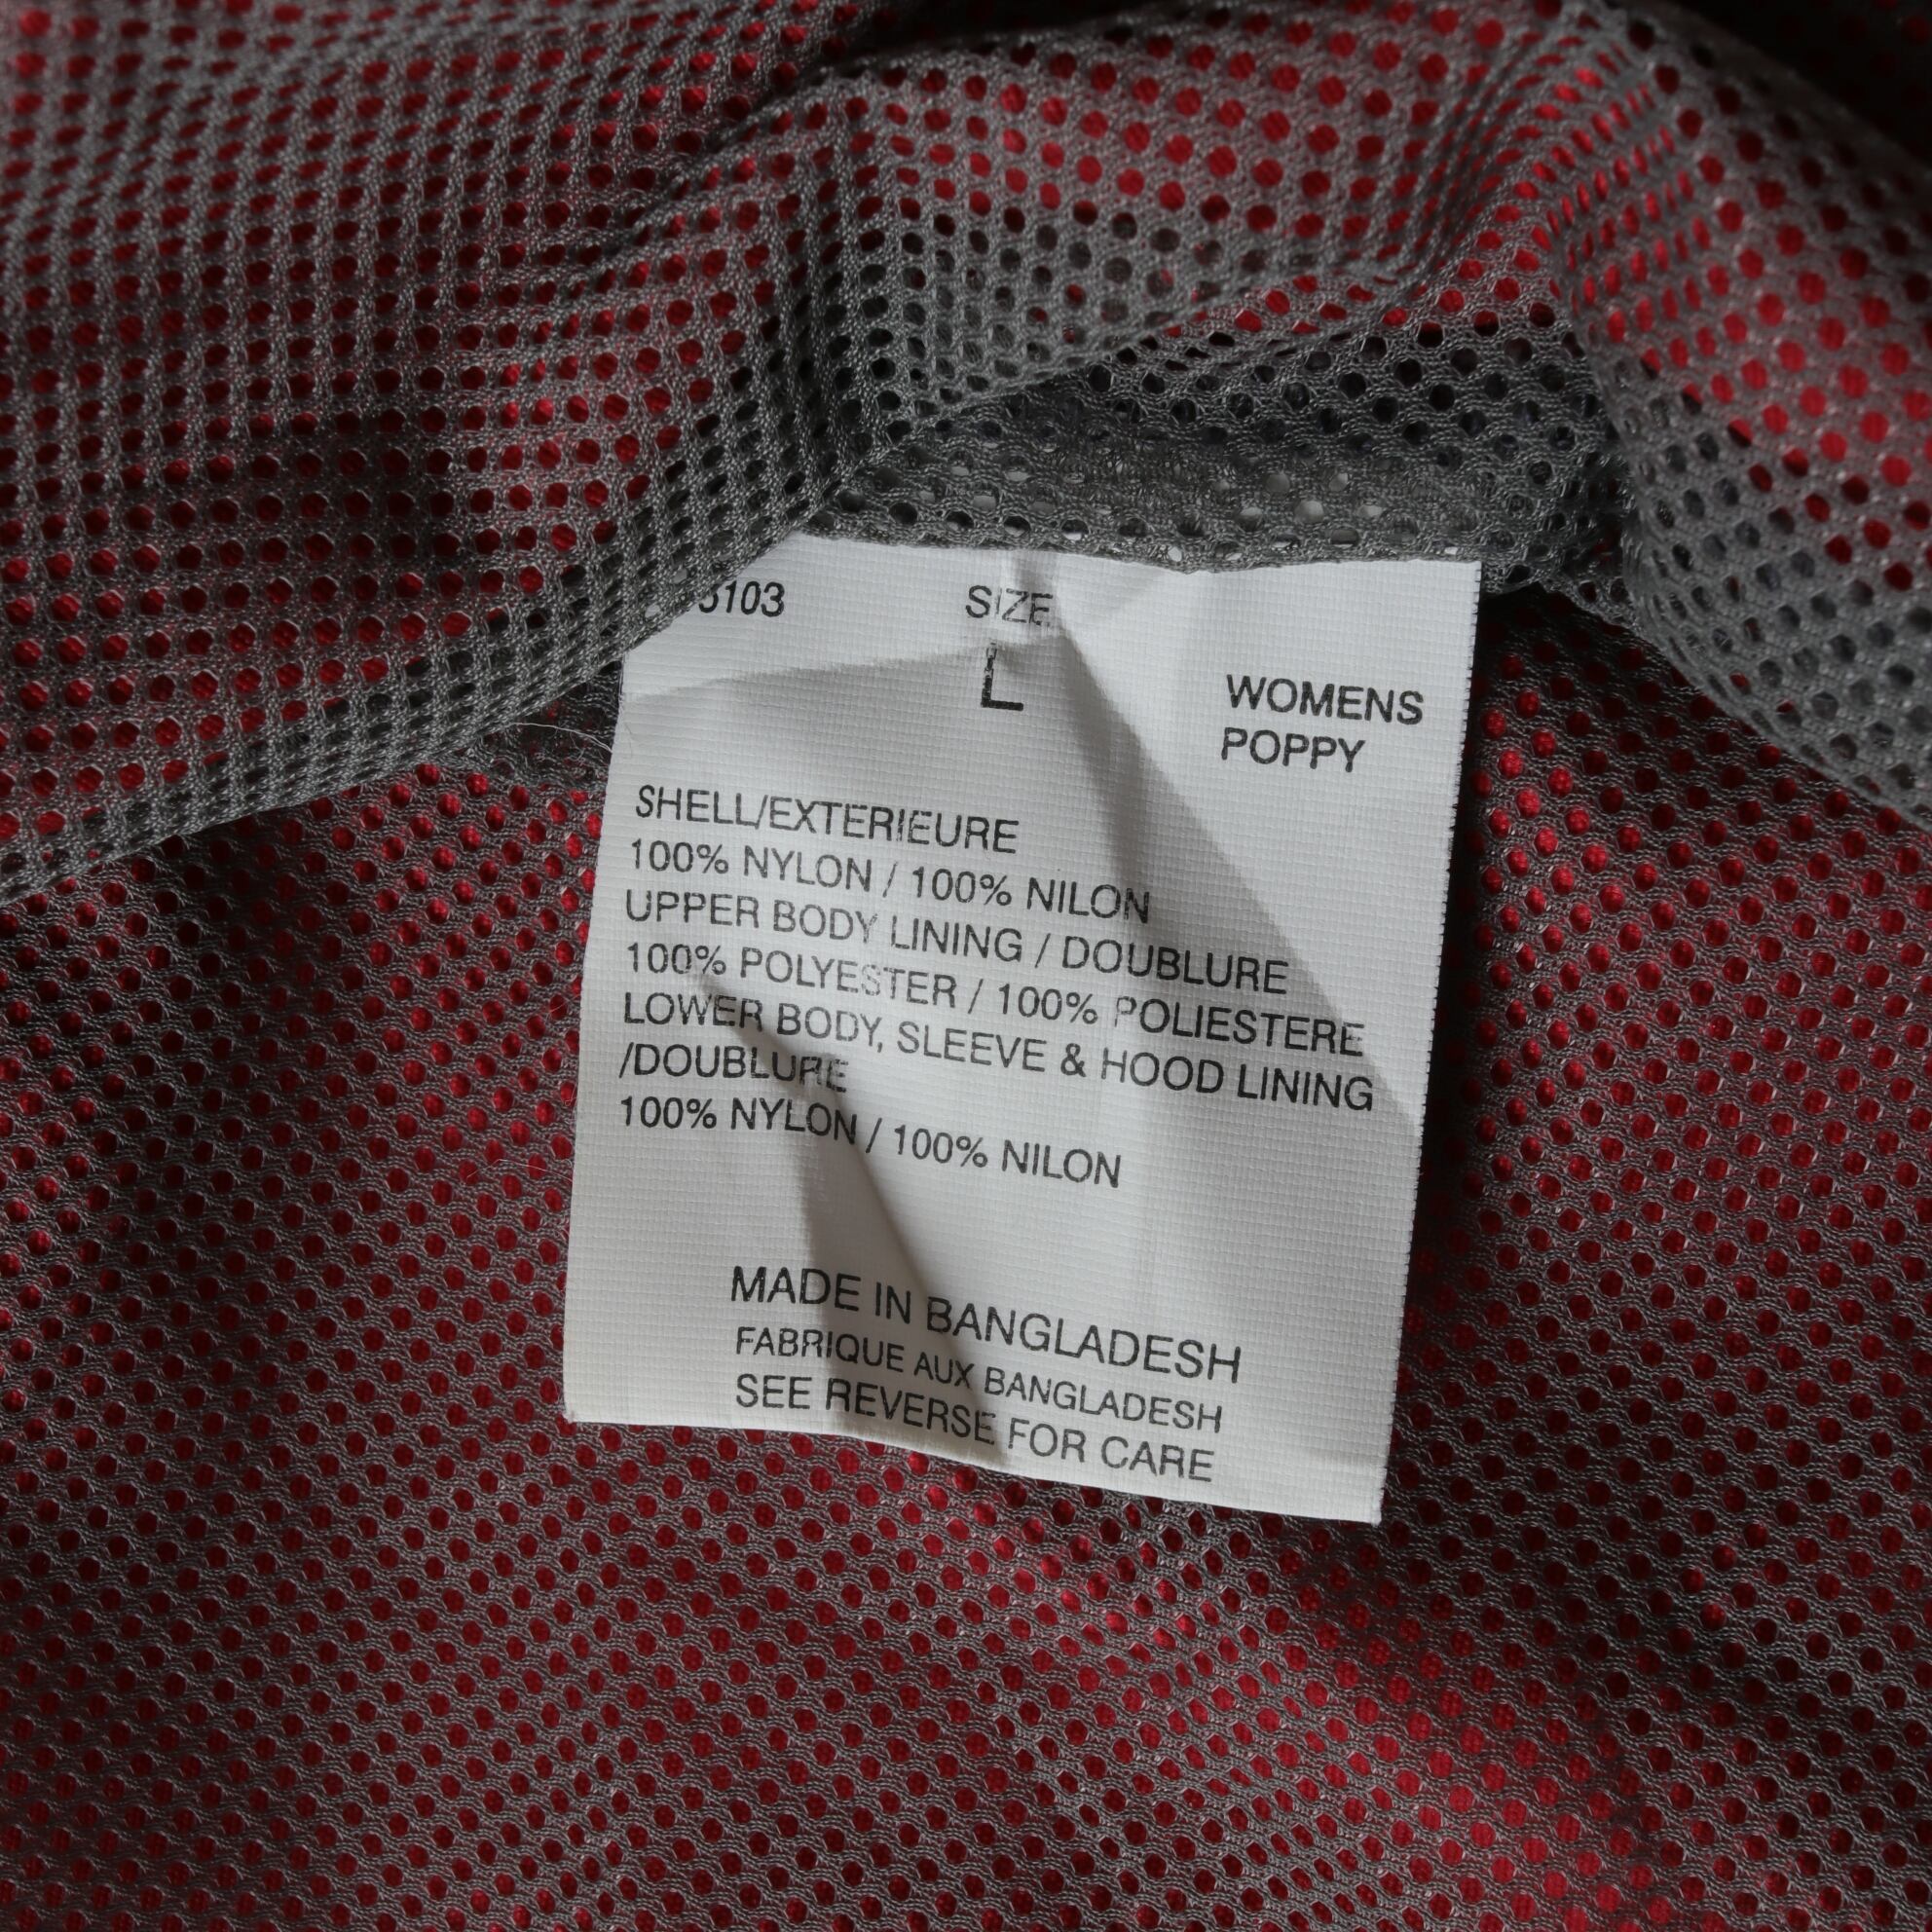 SIZE
L
WOMENS
POPPY
SHELL/EXTERIEURE
100% NYLON / 100% NILON
UPPER BODY LINING / DOUBLURE
100% POLYESTER / 100% POLIESTERE
LOWER BODY, SLEEVE & HOOD LINING
/DOUBLURE
100% NYLON / 100% NILON
MADE IN BANGLADESH
FABRIQUE AUX BANGLADESH
SEE REVERSE FOR CARE